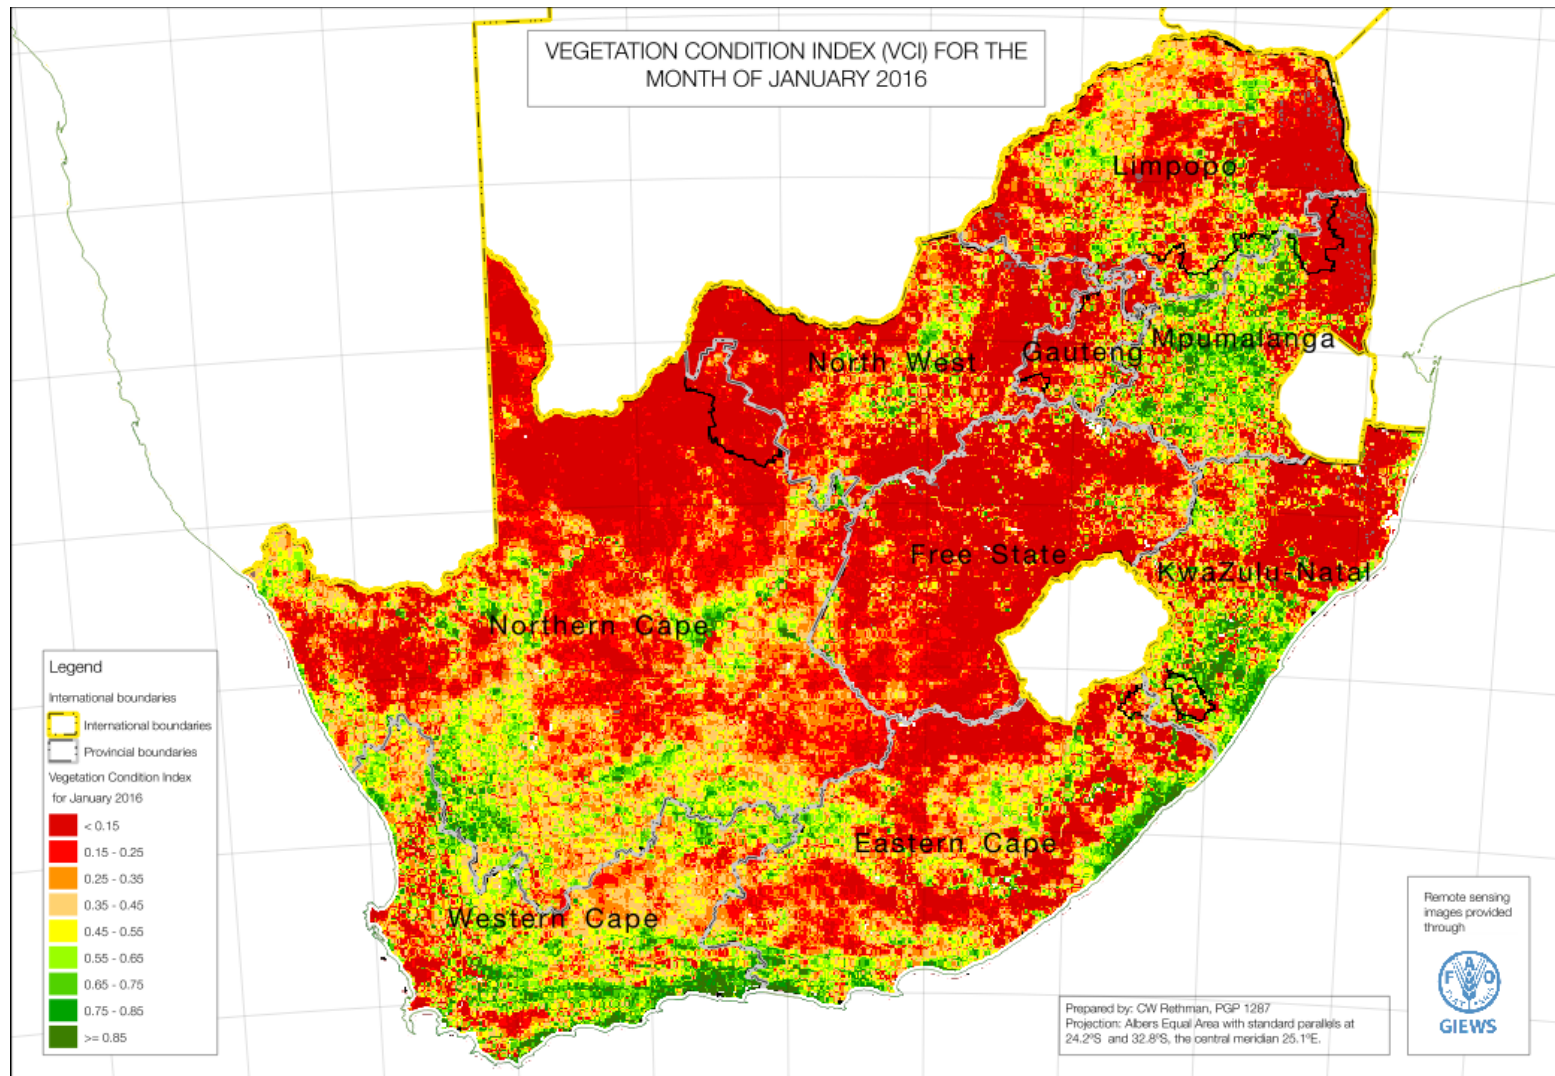 VEGETATION CONDITION INDEX (VCI) FOR THE
MONTH OF JANUARY 2016
Limpopo
North West
Gauteng
Mpumalanga
Free State
KwaZulu-Natal
Northern Cape
Eastern Cape
Western Cape
Legend
International boundaries
International boundaries
Provincial boundaries
Vegetation Condition Index
for January 2016
< 0.15
0.15 - 0.25
0.25 - 0.35
0.35 - 0.45
0.45 - 0.55
0.55 - 0.65
0.65 - 0.75
0.75 - 0.85
>= 0.85
Prepared by: CW Rethman, PGP 1287
Projection: Albers Equal Area with standard parallels at
24.2ºS and 32.8ºS, the central meridian 25.1ºE.
Remote sensing
images provided
through
F A O
GIEWS